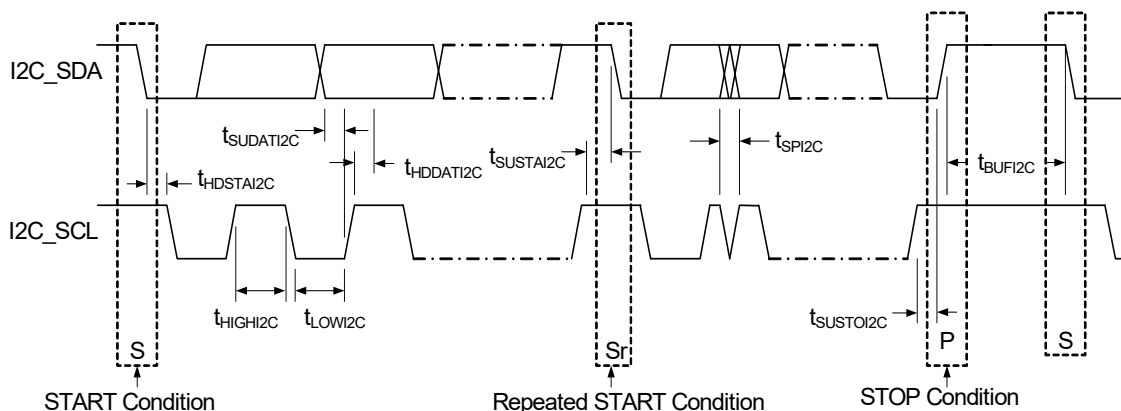 I2C_SDA
tSUDATI2C
tHDDATI2C
tSUSTAI2C
tSPI2C
tBUFI2C
tHDSTAI2C
I2C_SCL
tHIGHI2C
tLOWI2C
tSUSTOI2C
S
Sr
P
S
START Condition
Repeated START Condition
STOP Condition